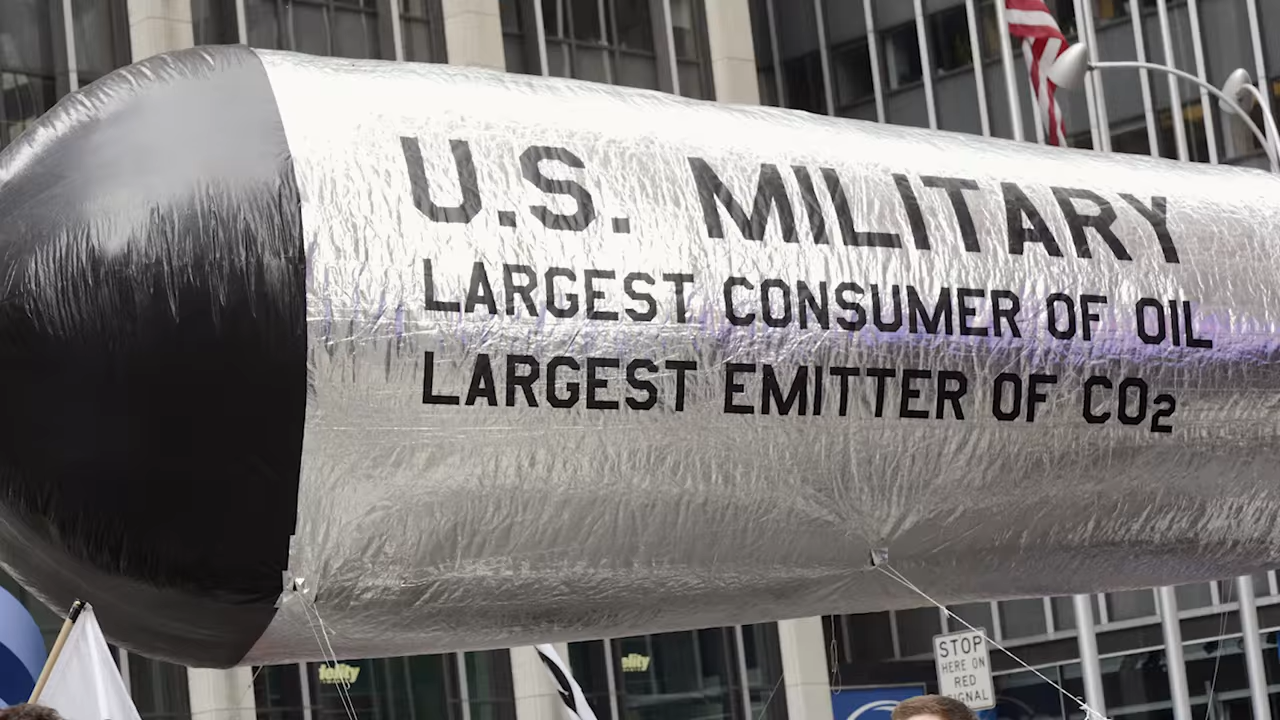 U.S. MILITARY
LARGEST CONSUMER OF OIL
LARGEST EMITTER OF CO₂
STOP
HERE ON
RED
SIGNAL